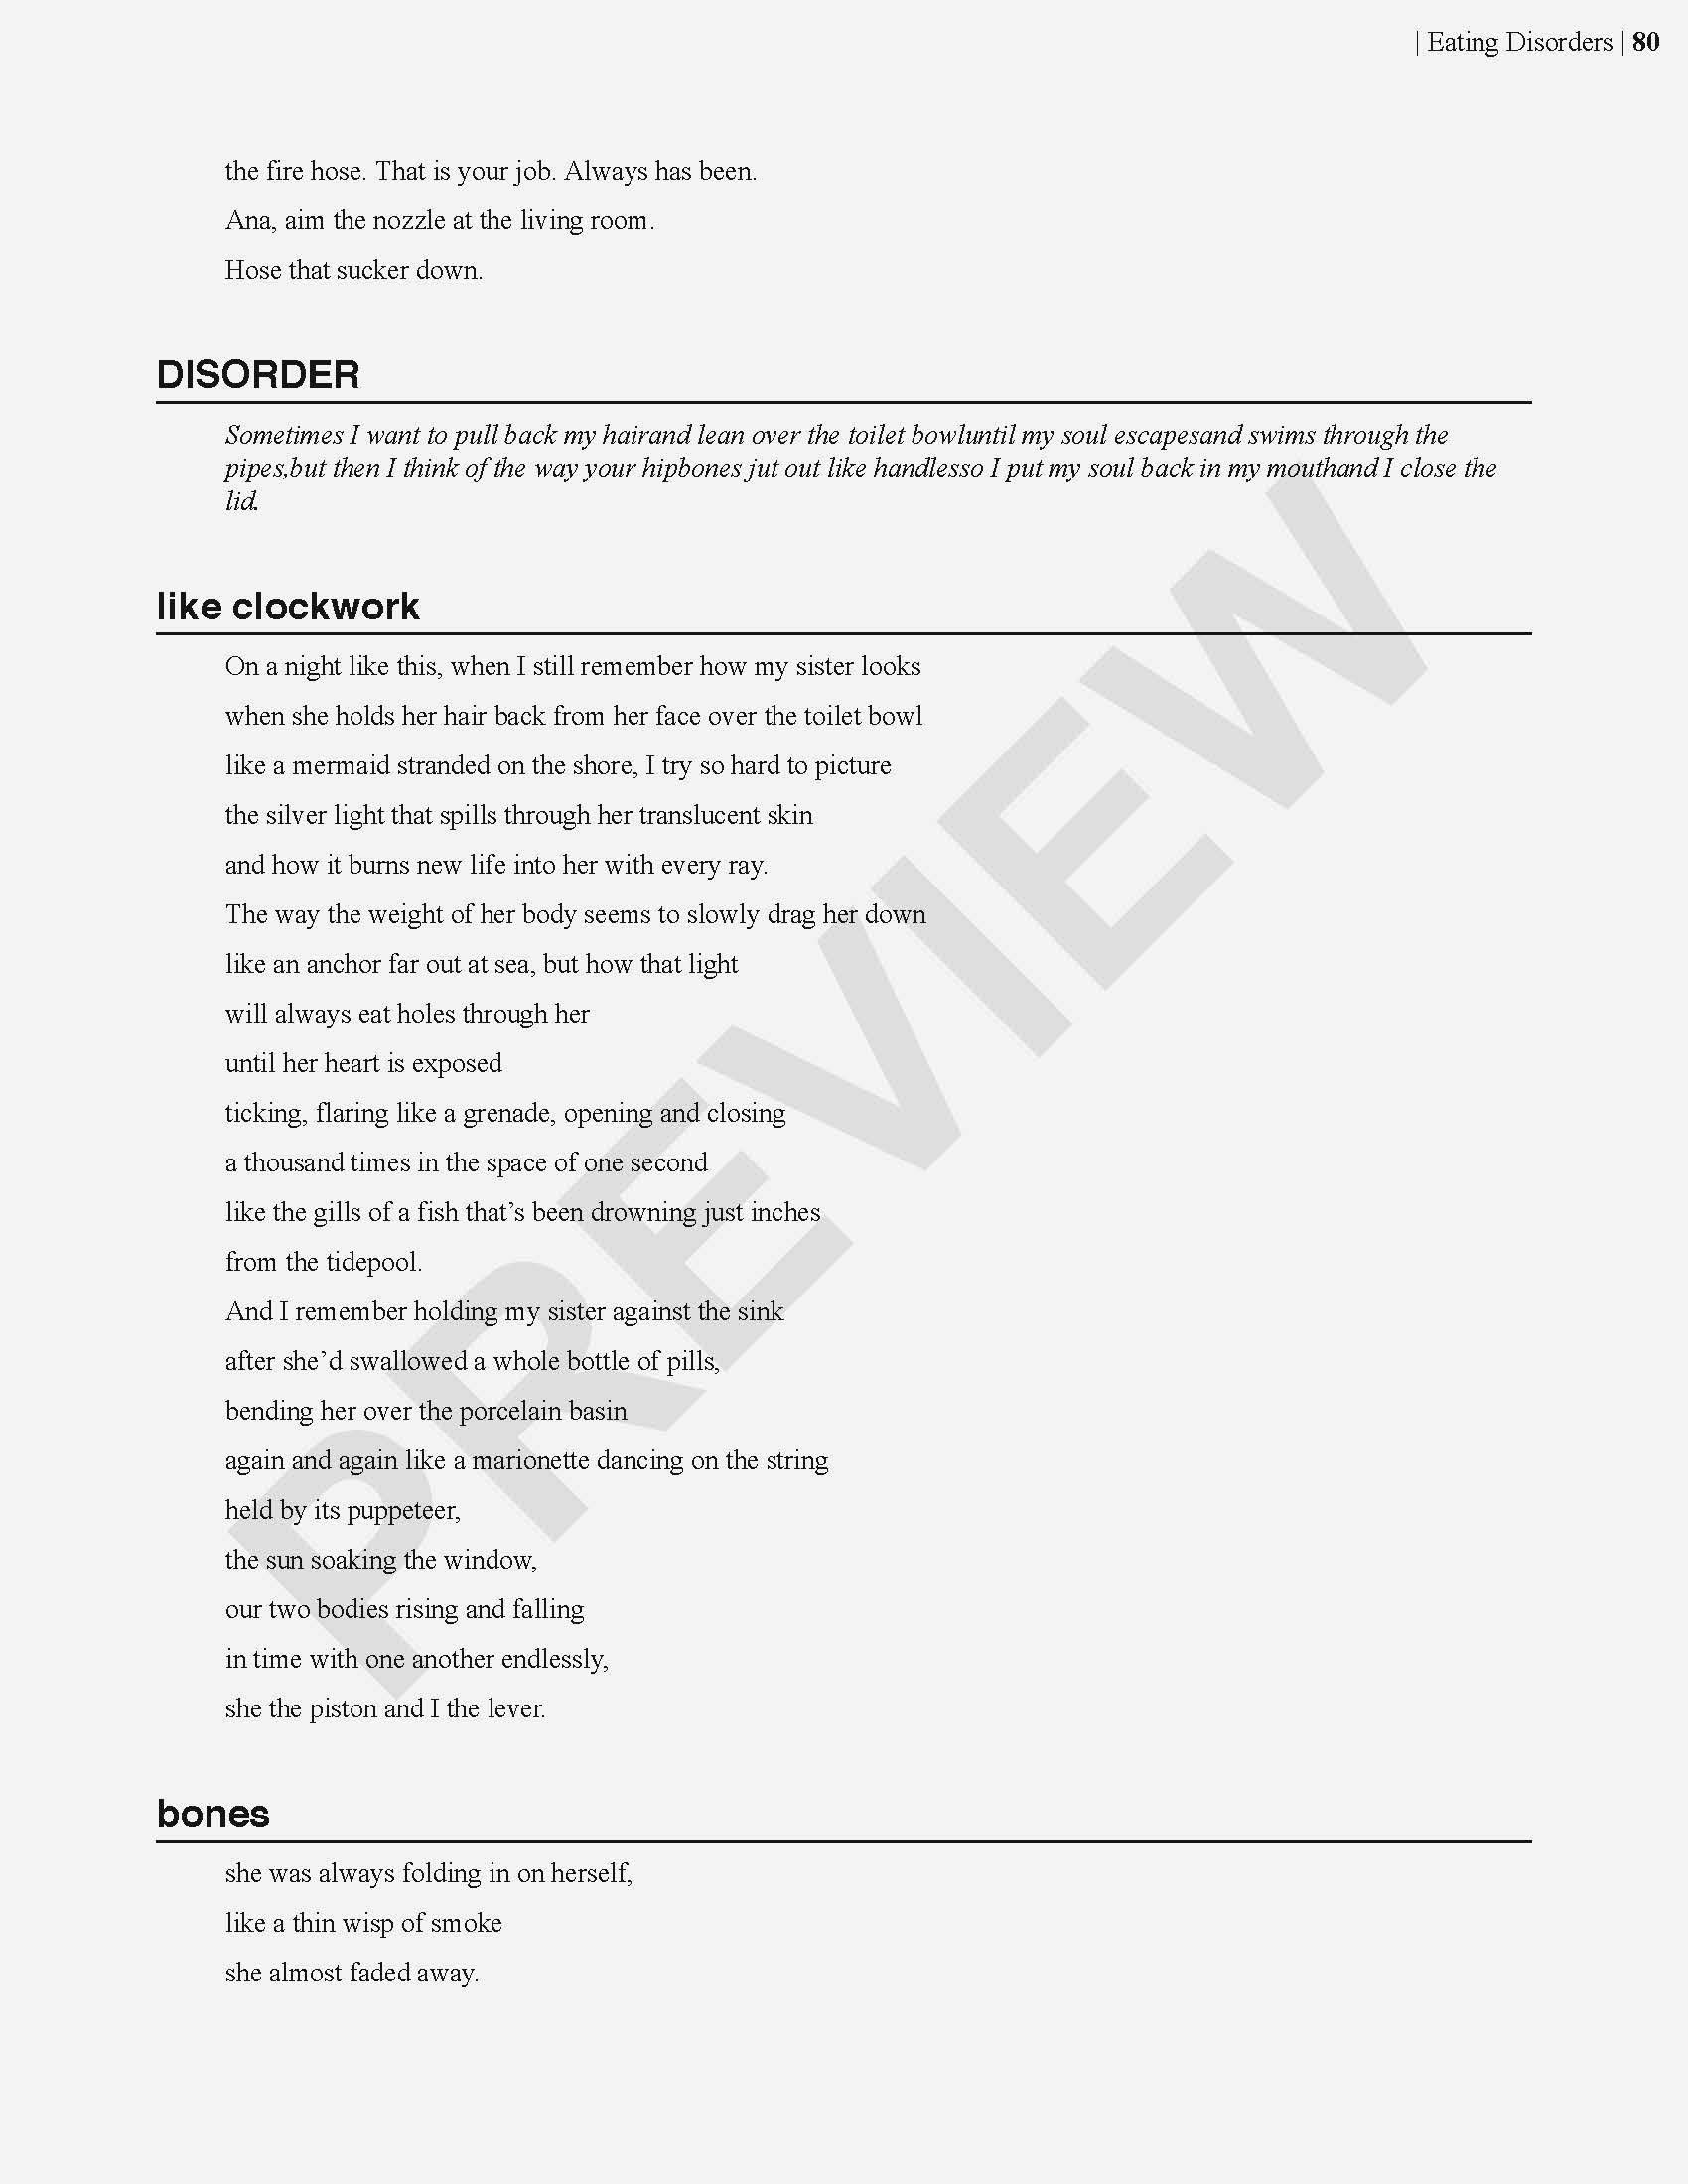 | Eating Disorders | 80
the fire hose. That is your job. Always has been.
Ana, aim the nozzle at the living room.
Hose that sucker down.
DISORDER
Sometimes I want to pull back my hairand lean over the toilet bowluntil my soul escapesand swims through the
pipes,but then I think of the way your hipbones jut out like handlesso I put my soul back in my mouthand I close the
lid.
like clockwork
On a night like this, when I still remember how my sister looks
when she holds her hair back from her face over the toilet bowl
like a mermaid stranded on the shore, I try so hard to picture
the silver light that spills through her translucent skin
and how it burns new life into her with every ray.
The way the weight of her body seems to slowly drag her down
like an anchor far out at sea, but how that light
will always eat holes through her
until her heart is exposed
ticking, flaring like a grenade, opening and closing
a thousand times in the space of one second
like the gills of a fish that’s been drowning just inches
from the tidepool.
And I remember holding my sister against the sink
after she’d swallowed a whole bottle of pills,
bending her over the porcelain basin
again and again like a marionette dancing on the string
held by its puppeteer,
the sun soaking the window,
our two bodies rising and falling
in time with one another endlessly,
she the piston and I the lever.
bones
she was always folding in on herself,
like a thin wisp of smoke
she almost faded away.
PREVIEW